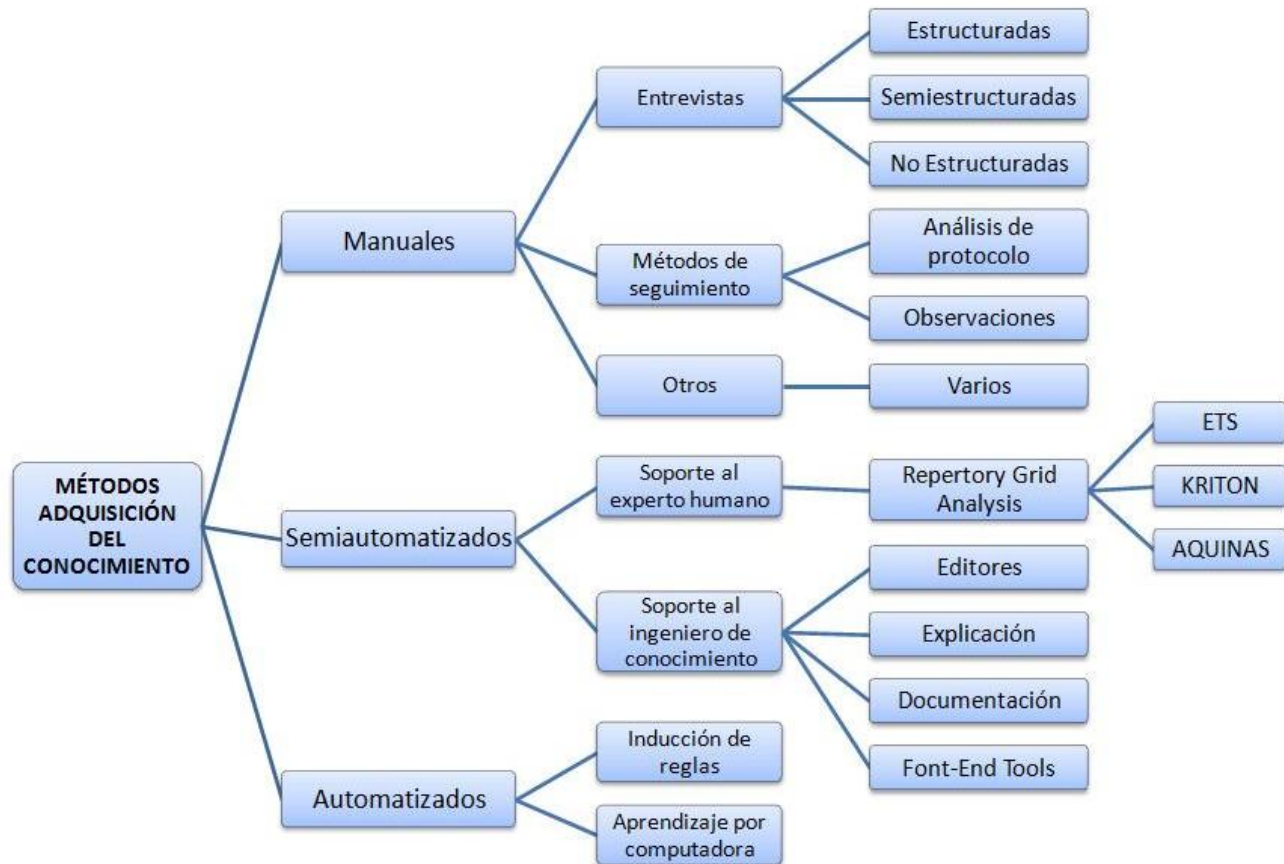 MÉTODOS
ADQUISICIÓN
DEL
CONOCIMIENTO
Manuales
Entrevistas
Estructuradas
Semiestructuradas
No Estructuradas
Métodos de
seguimiento
Análisis de
protocolo
Observaciones
Otros
Varios
Semiautomatizados
Soporte al
experto humano
Repertory Grid
Analysis
ETS
KRITON
AQUINAS
Soporte al
ingeniero de
conocimiento
Editores
Explicación
Documentación
Font-End Tools
Automatizados
Inducción de
reglas
Aprendizaje por
computadora